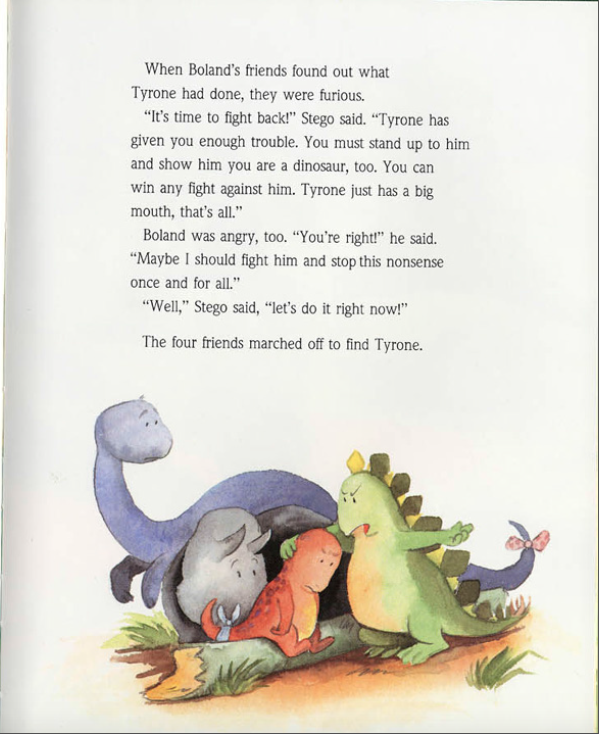 When Boland's friends found out what
Tyrone had done, they were furious.
“It's time to fight back!” Stego said. “Tyrone has
given you enough trouble. You must stand up to him
and show him you are a dinosaur, too. You can
win any fight against him. Tyrone just has a big
mouth, that's all.”
Boland was angry, too. “You're right!” he said.
“Maybe I should fight him and stop this nonsense
once and for all.”
“Well,” Stego said, “let's do it right now!”
The four friends marched off to find Tyrone.